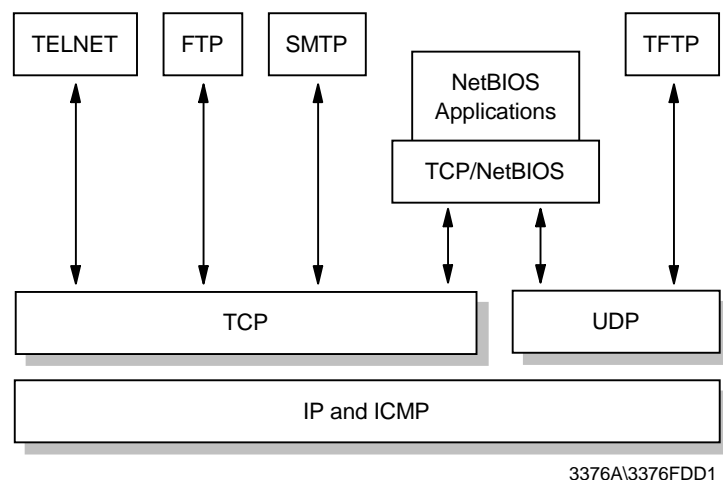 TELNET
FTP
SMTP
TFTP
NetBIOS
Applications
TCP/NetBIOS
TCP
UDP
IP and ICMP
3376A\3376FDD1